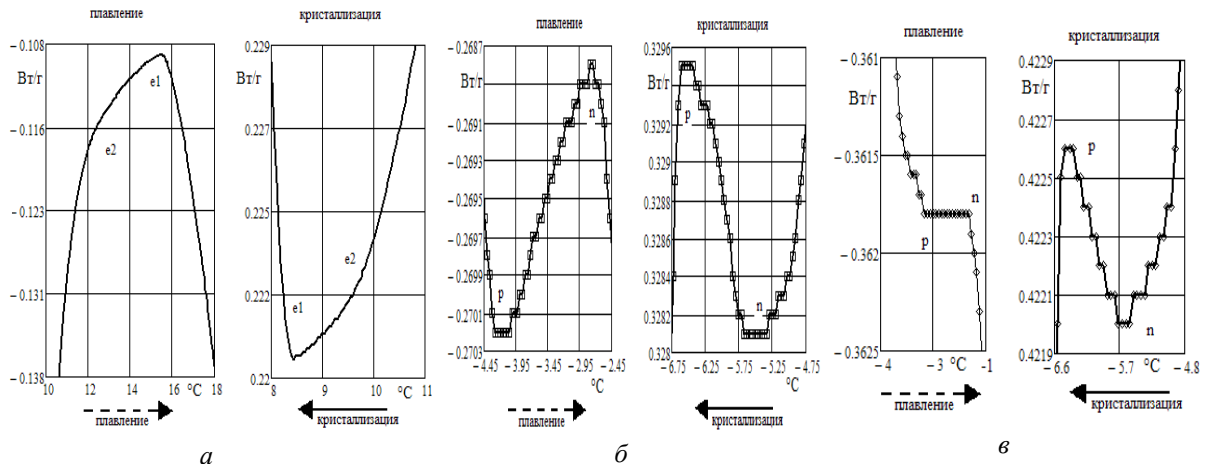 плавление
− 0.108
Вт/г
− 0.116
− 0.123
− 0.131
− 0.138
e1
e2
10 12 14 16 °C 18
плавление
кристаллизация
0.229
Вт/г
0.227
0.225
0.222
0.22
e2
e1
8 9 10 °C 11
кристаллизация
а
плавление
− 0.2687
Вт/г
− 0.2691
− 0.2693
− 0.2695
− 0.2697
− 0.2699
− 0.2701
− 0.2703
n
p
− 4.45 − 3.95 − 2.95 − 2.45
°C
плавление
кристаллизация
0.3296
Вт/г
0.3292
0.329
0.3288
0.3286
0.3284
0.3282
0.328
p
n
− 6.75 − 6.25 − 5.75 − 5.25 − 4.75
°C
кристаллизация
б
плавление
− 0.361
Вт/г
− 0.3615
− 0.362
− 0.3625
n
p
− 4 − 3 °C − 1
плавление
кристаллизация
0.4229
Вт/г
0.4227
0.4225
0.4223
0.4221
0.4219
p
n
− 6.6 − 5.7 °C − 4.8
кристаллизация
в